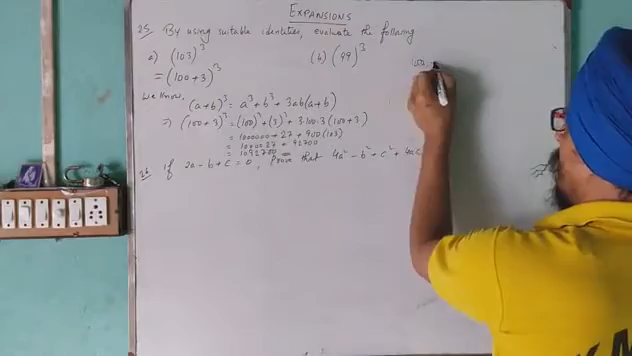 EXPANSIONS
25 By using suitable identities, evaluate the following
a) (103)³ (b) (99)³
= (100+3)³ 100
We know,
(a+b)³ = a³ + b³ + 3ab(a+b)
⇒ (100+3)³ = (100)³ + (3)³ + 3·100·3(100+3)
= 1000000 + 27 + 900(103)
= 1000027 + 92700
= 1092700
26 If 2a - b + c = 0, Prove that 4a² - b² + c² + 4ac